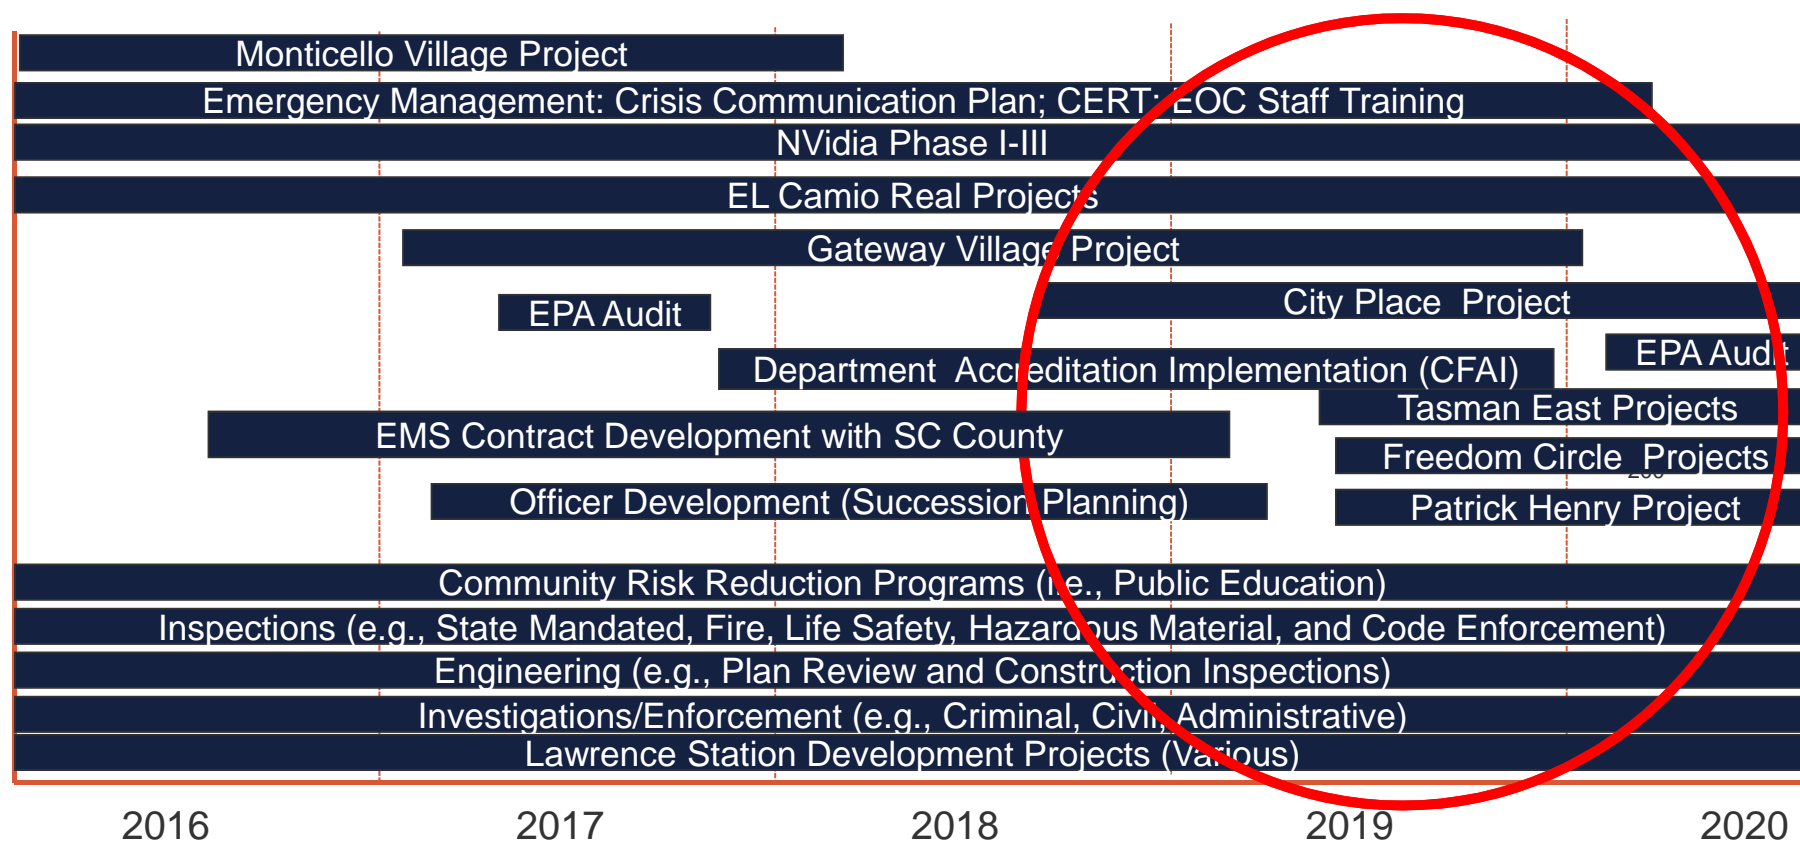 Monticello Village Project
Emergency Management: Crisis Communication Plan; CERT; EOC Staff Training
NVidia Phase I-III
EL Camio Real Projects
Gateway Village Project
City Place  Project
EPA Audit
EPA Audit
Department  Accreditation Implementation (CFAI)
Tasman East Projects
EMS Contract Development with SC County
Freedom Circle  Projects
Officer Development (Succession Planning)
Patrick Henry Project
Community Risk Reduction Programs (i.e., Public Education)
Inspections (e.g., State Mandated, Fire, Life Safety, Hazardous Material, and Code Enforcement)
Engineering (e.g., Plan Review and Construction Inspections)
Investigations/Enforcement (e.g., Criminal, Civil, Administrative)
Lawrence Station Development Projects (Various)
2016 2017 2018 2019 2020